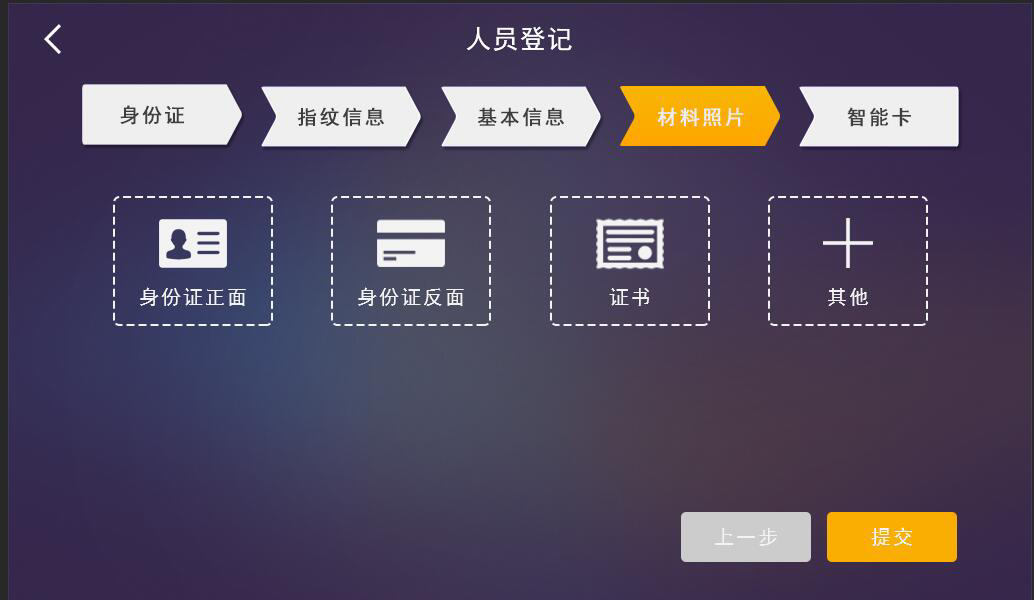 人员登记
身份证
指纹信息
基本信息
材料照片
智能卡
身份证正面
身份证反面
证书
其他
上一步
提交